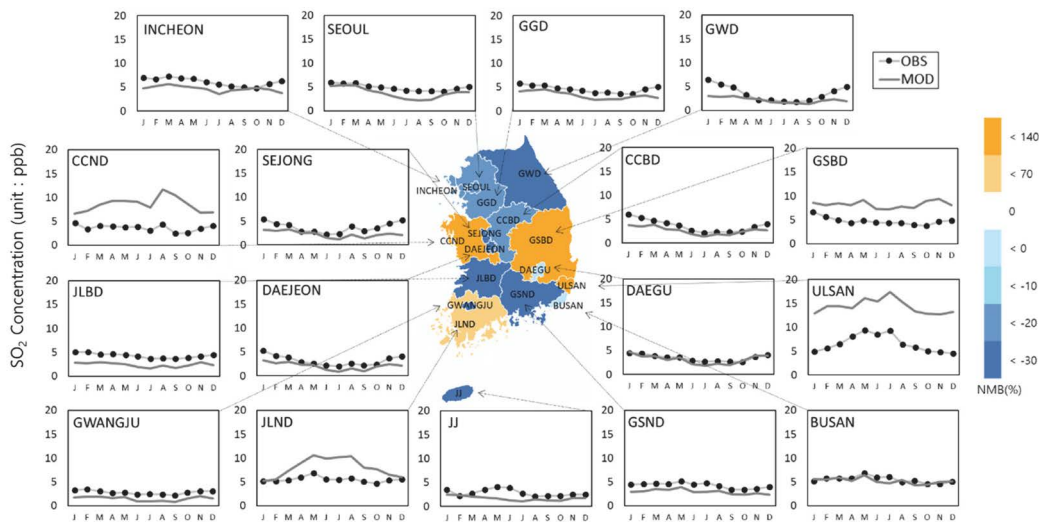 INCHEON
20
15
10
5
0
J F M A M J J A S O N D
SEOUL
20
15
10
5
0
J F M A M J J A S O N D
GGD
20
15
10
5
0
J F M A M J J A S O N D
GWD
20
15
10
5
0
J F M A M J J A S O N D
OBS
MOD
SO2 Concentration (unit : ppb)
CCND
20
15
10
5
0
J F M A M J J A S O N D
SEJONG
20
15
10
5
0
J F M A M J J A S O N D
CCBD
20
15
10
5
0
J F M A M J J A S O N D
GSBD
20
15
10
5
0
J F M A M J J A S O N D
INCHEON
SEOUL
GGD
GWD
CCBD
SEJONG
CCND
DAEJEON
GSBD
DAEGU
JLBD
ULSAN
GSND
BUSAN
GWANGJU
JLND
JJ
< 140
< 70
0
< 0
< -10
< -20
< -30
NMB(%)
JLBD
20
15
10
5
0
J F M A M J J A S O N D
DAEJEON
20
15
10
5
0
J F M A M J J A S O N D
DAEGU
20
15
10
5
0
J F M A M J J A S O N D
ULSAN
20
15
10
5
0
J F M A M J J A S O N D
GWANGJU
20
15
10
5
0
J F M A M J J A S O N D
JLND
20
15
10
5
0
J F M A M J J A S O N D
JJ
20
15
10
5
0
J F M A M J J A S O N D
GSND
20
15
10
5
0
J F M A M J J A S O N D
BUSAN
20
15
10
5
0
J F M A M J J A S O N D